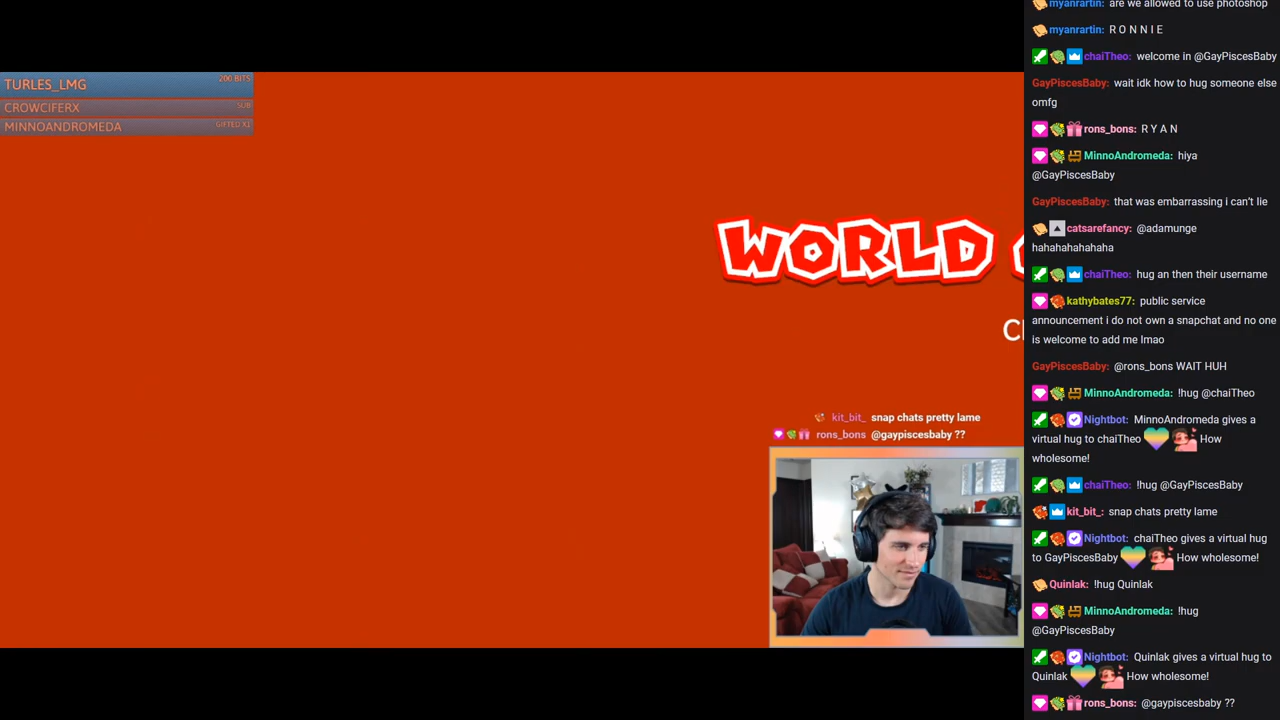 TURLES_LMG 200 BITS
CROWCIFERX SUB
MINNOANDROMEDA GIFTED X1
WORLD
kit_bit_ snap chats pretty lame
rons_bons @gaypiscesbaby ??
myanrartin: are we allowed to use photoshop
myanrartin: R O N N I E
chaiTheo: welcome in @GayPiscesBaby
GayPiscesBaby: wait idk how to hug someone else
omfg
rons_bons: R Y A N
MinnoAndromeda: hiya
@GayPiscesBaby
GayPiscesBaby: that was embarrassing i can't lie
catsarefancy: @adamunge
hahahahahahaha
chaiTheo: hug an then their username
kathybates77: public service
announcement i do not own a snapchat and no one
is welcome to add me lmao
GayPiscesBaby: @rons_bons WAIT HUH
MinnoAndromeda: !hug @chaiTheo
Nightbot: MinnoAndromeda gives a
virtual hug to chaiTheo How
wholesome!
chaiTheo: !hug @GayPiscesBaby
kit_bit_: snap chats pretty lame
Nightbot: chaiTheo gives a virtual hug
to GayPiscesBaby How wholesome!
Quinlak: !hug Quinlak
MinnoAndromeda: !hug
@GayPiscesBaby
Nightbot: Quinlak gives a virtual hug to
Quinlak How wholesome!
rons_bons: @gaypiscesbaby ??